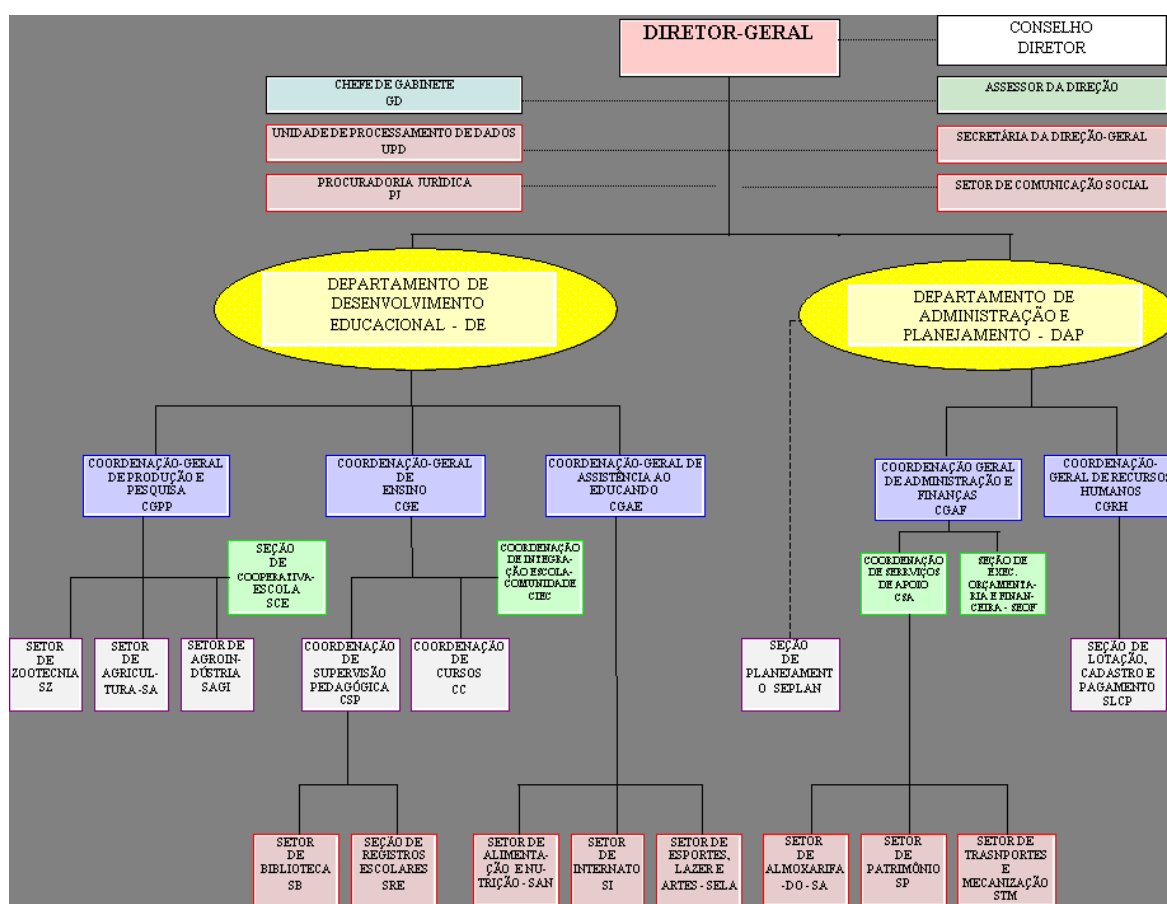 DIRETOR-GERAL
CONSELHO
DIRETOR
CHEFE DE GABINETE
GD
ASSESSOR DA DIREÇÃO
UNIDADE DE PROCESSAMENTO DE DADOS
UPD
SECRETÁRIA DA DIREÇÃO-GERAL
PROCURADORIA JURÍDICA
PJ
SETOR DE COMUNICAÇÃO SOCIAL
DEPARTAMENTO DE
DESENVOLVIMENTO
EDUCACIONAL - DE
DEPARTAMENTO DE
ADMINISTRAÇÃO E
PLANEJAMENTO - DAP
COORDENAÇÃO-GERAL
DE PRODUÇÃO E
PESQUISA
CGPP
COORDENAÇÃO-GERAL
DE
ENSINO
CGE
COORDENAÇÃO-GERAL DE
ASSISTÊNCIA AO
EDUCANDO
CGAE
COORDENAÇÃO GERAL
DE ADMINISTRAÇÃO E
FINANÇAS
CGAF
COORDENAÇÃO-
GERAL DE RECURSOS
HUMANOS
CGRH
SEÇÃO
DE
COOPERATIVA-
ESCOLA
SCE
COORDENAÇÃO
DE INTEGRA-
ÇÃO ESCOLA-
COMUNIDADE
CIEC
COORDENAÇÃO
DE SERRVIÇOS
DE APOIO
CSA
SEÇÃO DE
EXEC.
ORÇAMENTA-
RIA E FINAN-
CEIRA - SEOF
SETOR
DE
ZOOTECNIA
SZ
SETOR
DE
AGRICUL-
TURA -SA
SETOR DE
AGROIN-
DÚSTRIA
SAGI
COORDENAÇÃO
DE
SUPERVISÃO
PEDAGÓGICA
CSP
COORDENAÇÃO
DE
CURSOS
CC
SEÇÃO
DE
PLANEJAMENT
O SEPLAN
SEÇÃO DE
LOTAÇÃO,
CADASTRO E
PAGAMENTO
SLCP
SETOR
DE
BIBLIOTECA
SB
SEÇÃO DE
REGISTROS
ESCOLARES
SRE
SETOR DE
ALIMENTA-
ÇÃO E NU-
TRIÇÃO - SAN
SETOR
DE
INTERNATO
SI
SETOR DE
ESPORTES,
LAZER E
ARTES - SELA
SETOR
DE
ALMOXARIFA
-DO - SA
SETOR
DE
PATRIMÔNIO
SP
SETOR DE
TRASNPORTES
E
MECANIZAÇÃO
STM